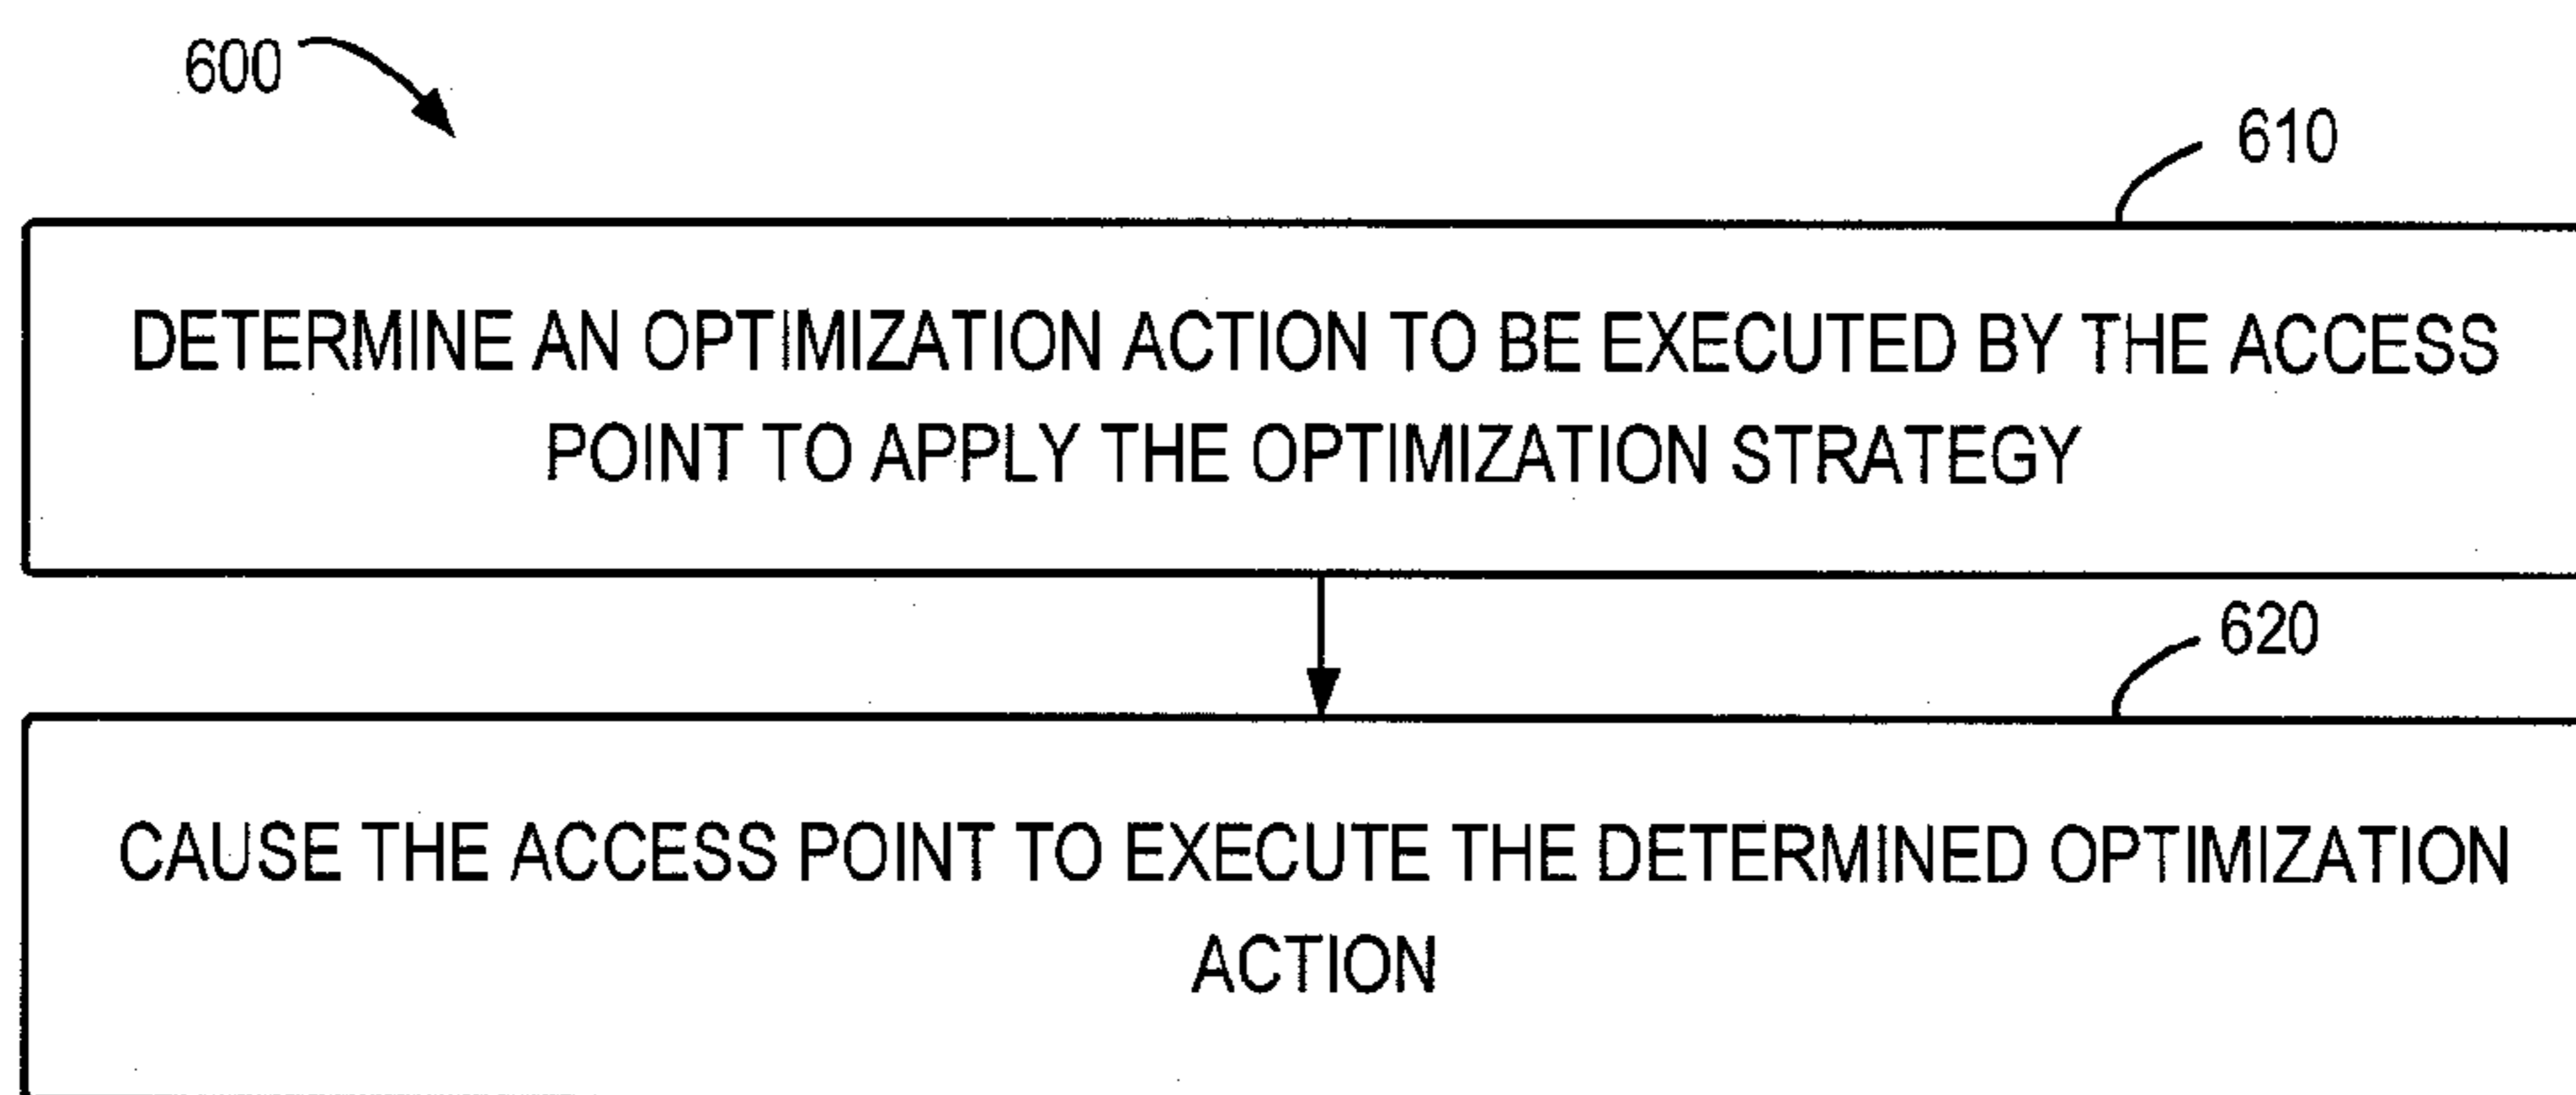 600
610
DETERMINE AN OPTIMIZATION ACTION TO BE EXECUTED BY THE ACCESS
POINT TO APPLY THE OPTIMIZATION STRATEGY
620
CAUSE THE ACCESS POINT TO EXECUTE THE DETERMINED OPTIMIZATION
ACTION